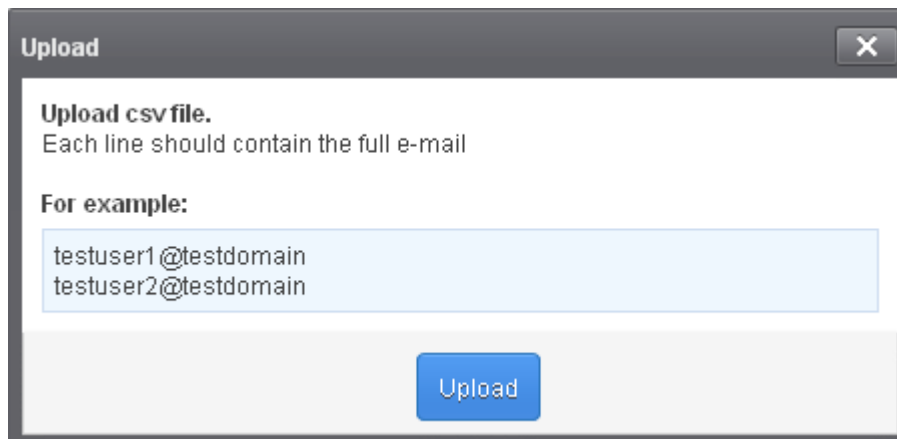 Upload
Upload csv file.
Each line should contain the full e-mail
For example:
testuser1@testdomain
testuser2@testdomain
Upload